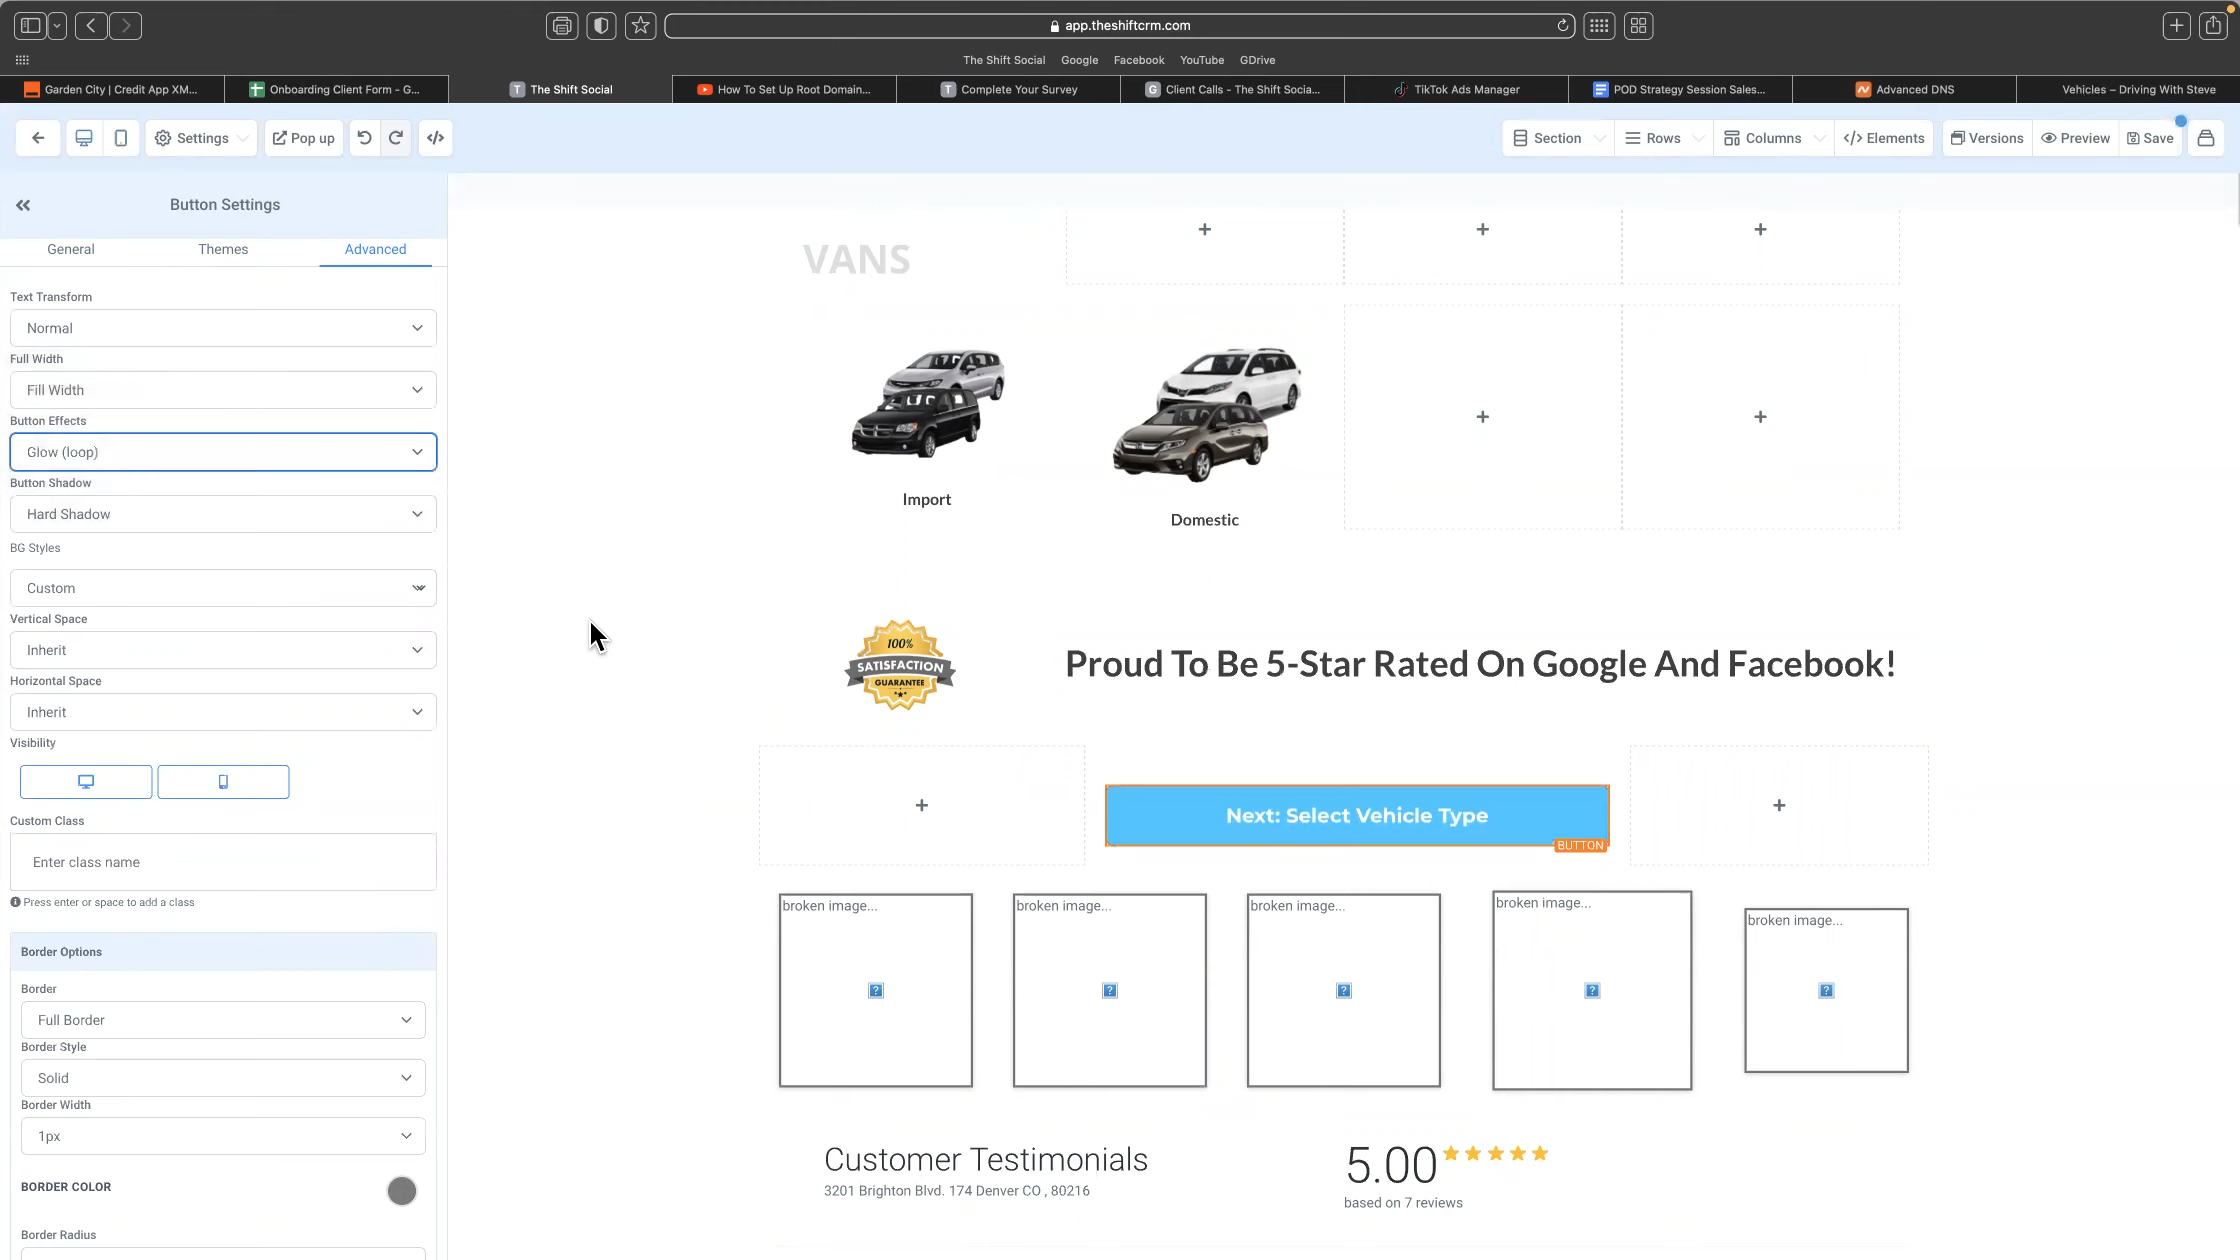 app.theshiftcrm.com
The Shift Social
Google
Facebook
YouTube
GDrive
Garden City | Credit App XM...
Onboarding Client Form - G...
The Shift Social
How To Set Up Root Domain...
Complete Your Survey
Client Calls - The Shift Socia...
TikTok Ads Manager
POD Strategy Session Sales...
Advanced DNS
Vehicles – Driving With Steve
Settings
Pop up
Section
Rows
Columns
Elements
Versions
Preview
Save
Button Settings
General
Themes
Advanced
Text Transform
Normal
Full Width
Fill Width
Button Effects
Glow (loop)
Button Shadow
Hard Shadow
BG Styles
Custom
Vertical Space
Inherit
Horizontal Space
Inherit
Visibility
Custom Class
Enter class name
Press enter or space to add a class
Border Options
Border
Full Border
Border Style
Solid
Border Width
1px
BORDER COLOR
Border Radius
VANS
Import
Domestic
100%
SATISFACTION
GUARANTEE
Proud To Be 5-Star Rated On Google And Facebook!
Next: Select Vehicle Type
BUTTON
broken image...
broken image...
broken image...
broken image...
broken image...
Customer Testimonials
3201 Brighton Blvd. 174 Denver CO , 80216
5.00
based on 7 reviews